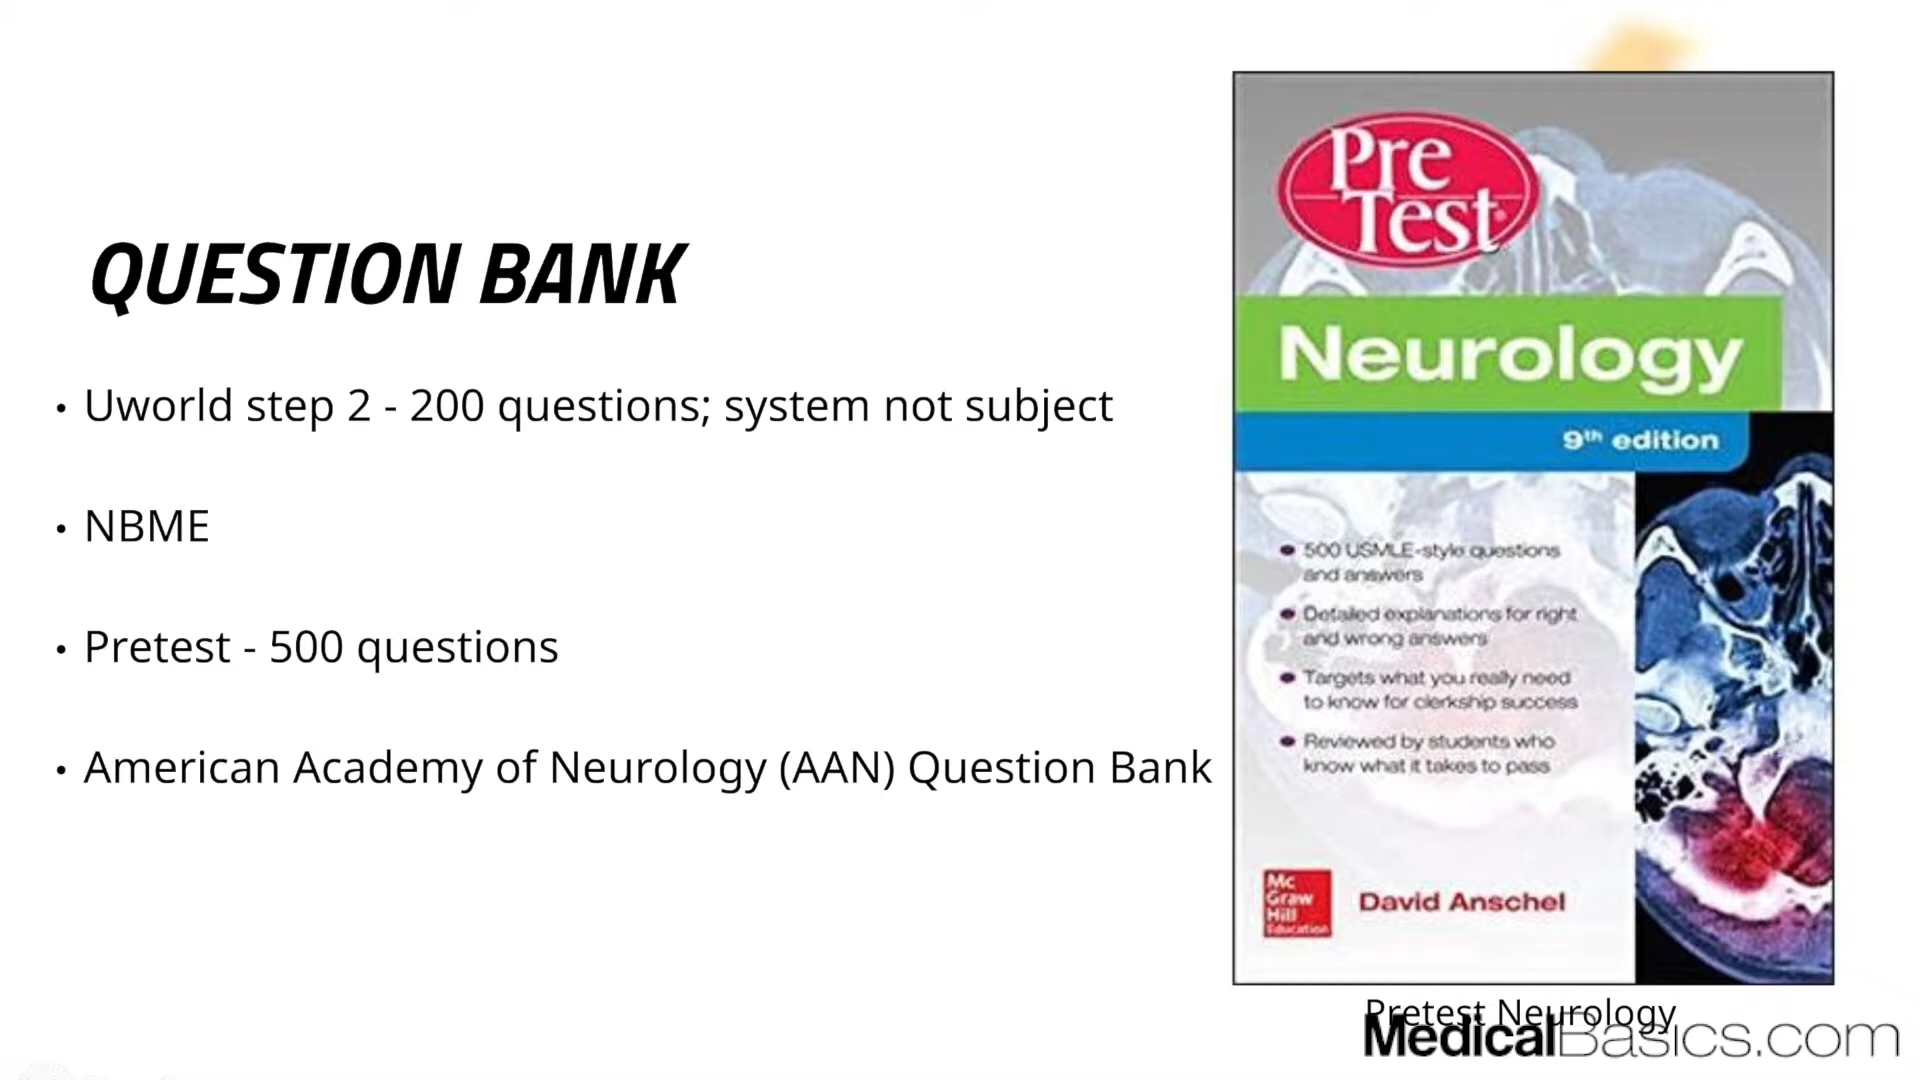 QUESTION BANK
• Uworld step 2 - 200 questions; system not subject
• NBME
• Pretest - 500 questions
• American Academy of Neurology (AAN) Question Bank
Pre
Test®
Neurology
9th edition
• 500 USMLE-style questions
and answers
• Detailed explanations for right
and wrong answers
• Targets what you really need
to know for clerkship success
• Reviewed by students who
know what it takes to pass
Mc
Graw
Hill
Education
David Anschel
Pretest Neurology
MedicalBasics.com